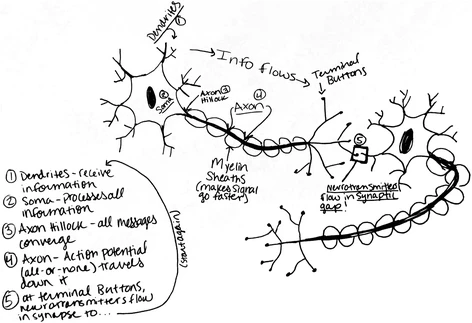 Dendrites
①
→ Info flows →
Terminal
Buttons
② Soma
Axon ③
Hillock
④
Axon
⑤
Myelin
Sheaths
(makes signal
go faster)
Neurotransmitted
flow in synaptic
gap!
① Dendrites - receive
information
② Soma - Processes all
information
③ Axon Hillock - all messages
converge
④ Axon - Action potential
(all-or-none) travels
down it
⑤ at terminal Buttons,
neurotransmitters flow
in synapse to...
(start again)